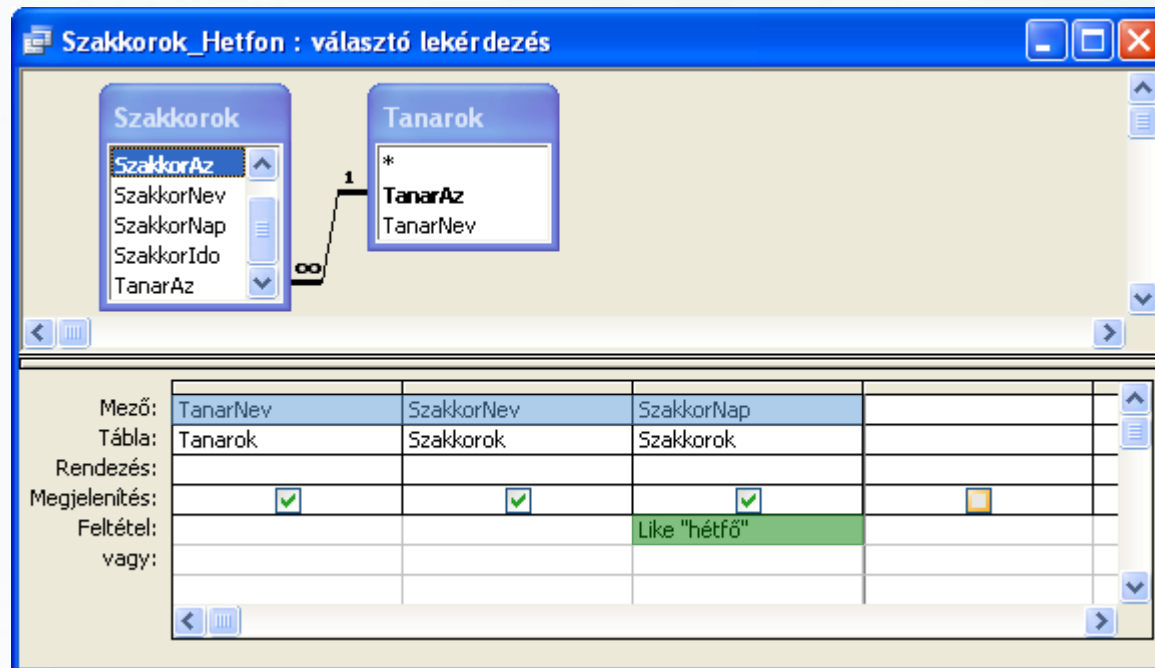 Szakkorok_Hetfon : választó lekérdezés
Szakkorok
SzakkorAz
SzakkorNev
SzakkorNap
SzakkorIdo
TanarAz
1
∞
Tanarok
*
TanarAz
TanarNev
Mező: TanarNev SzakkorNev SzakkorNap
Tábla: Tanarok Szakkorok Szakkorok
Rendezés:
Megjelenítés:
Feltétel: Like "hétfő"
vagy: